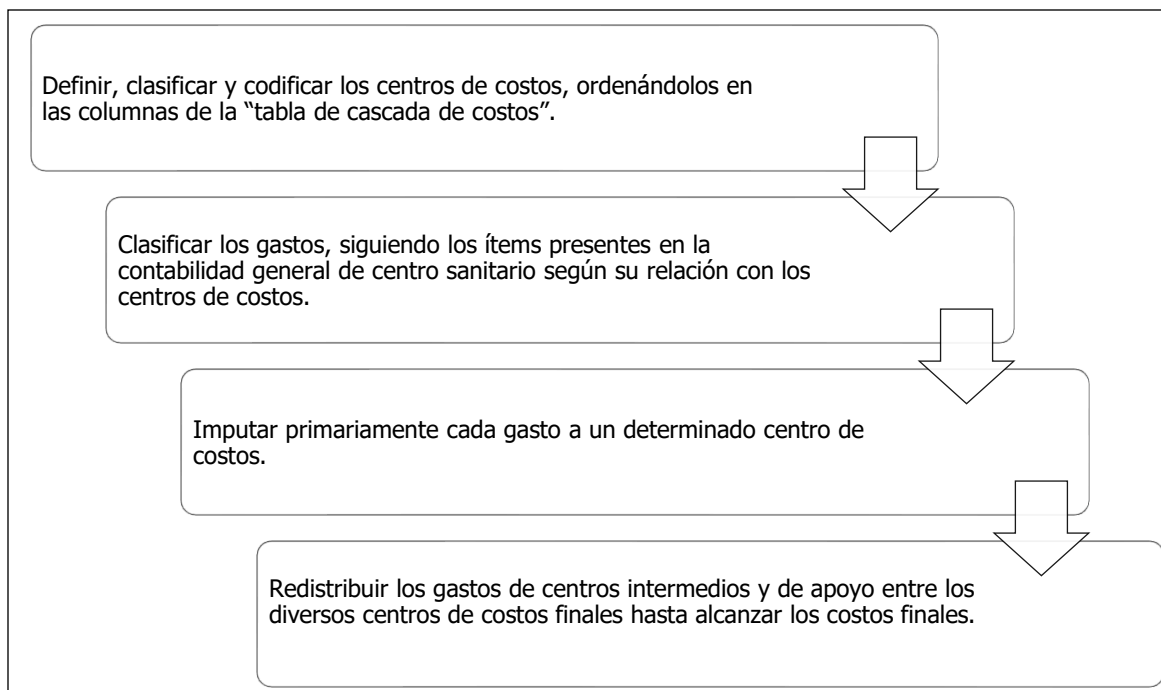 Definir, clasificar y codificar los centros de costos, ordenándolos en
las columnas de la “tabla de cascada de costos”.
Clasificar los gastos, siguiendo los ítems presentes en la
contabilidad general de centro sanitario según su relación con los
centros de costos.
Imputar primariamente cada gasto a un determinado centro de
costos.
Redistribuir los gastos de centros intermedios y de apoyo entre los
diversos centros de costos finales hasta alcanzar los costos finales.